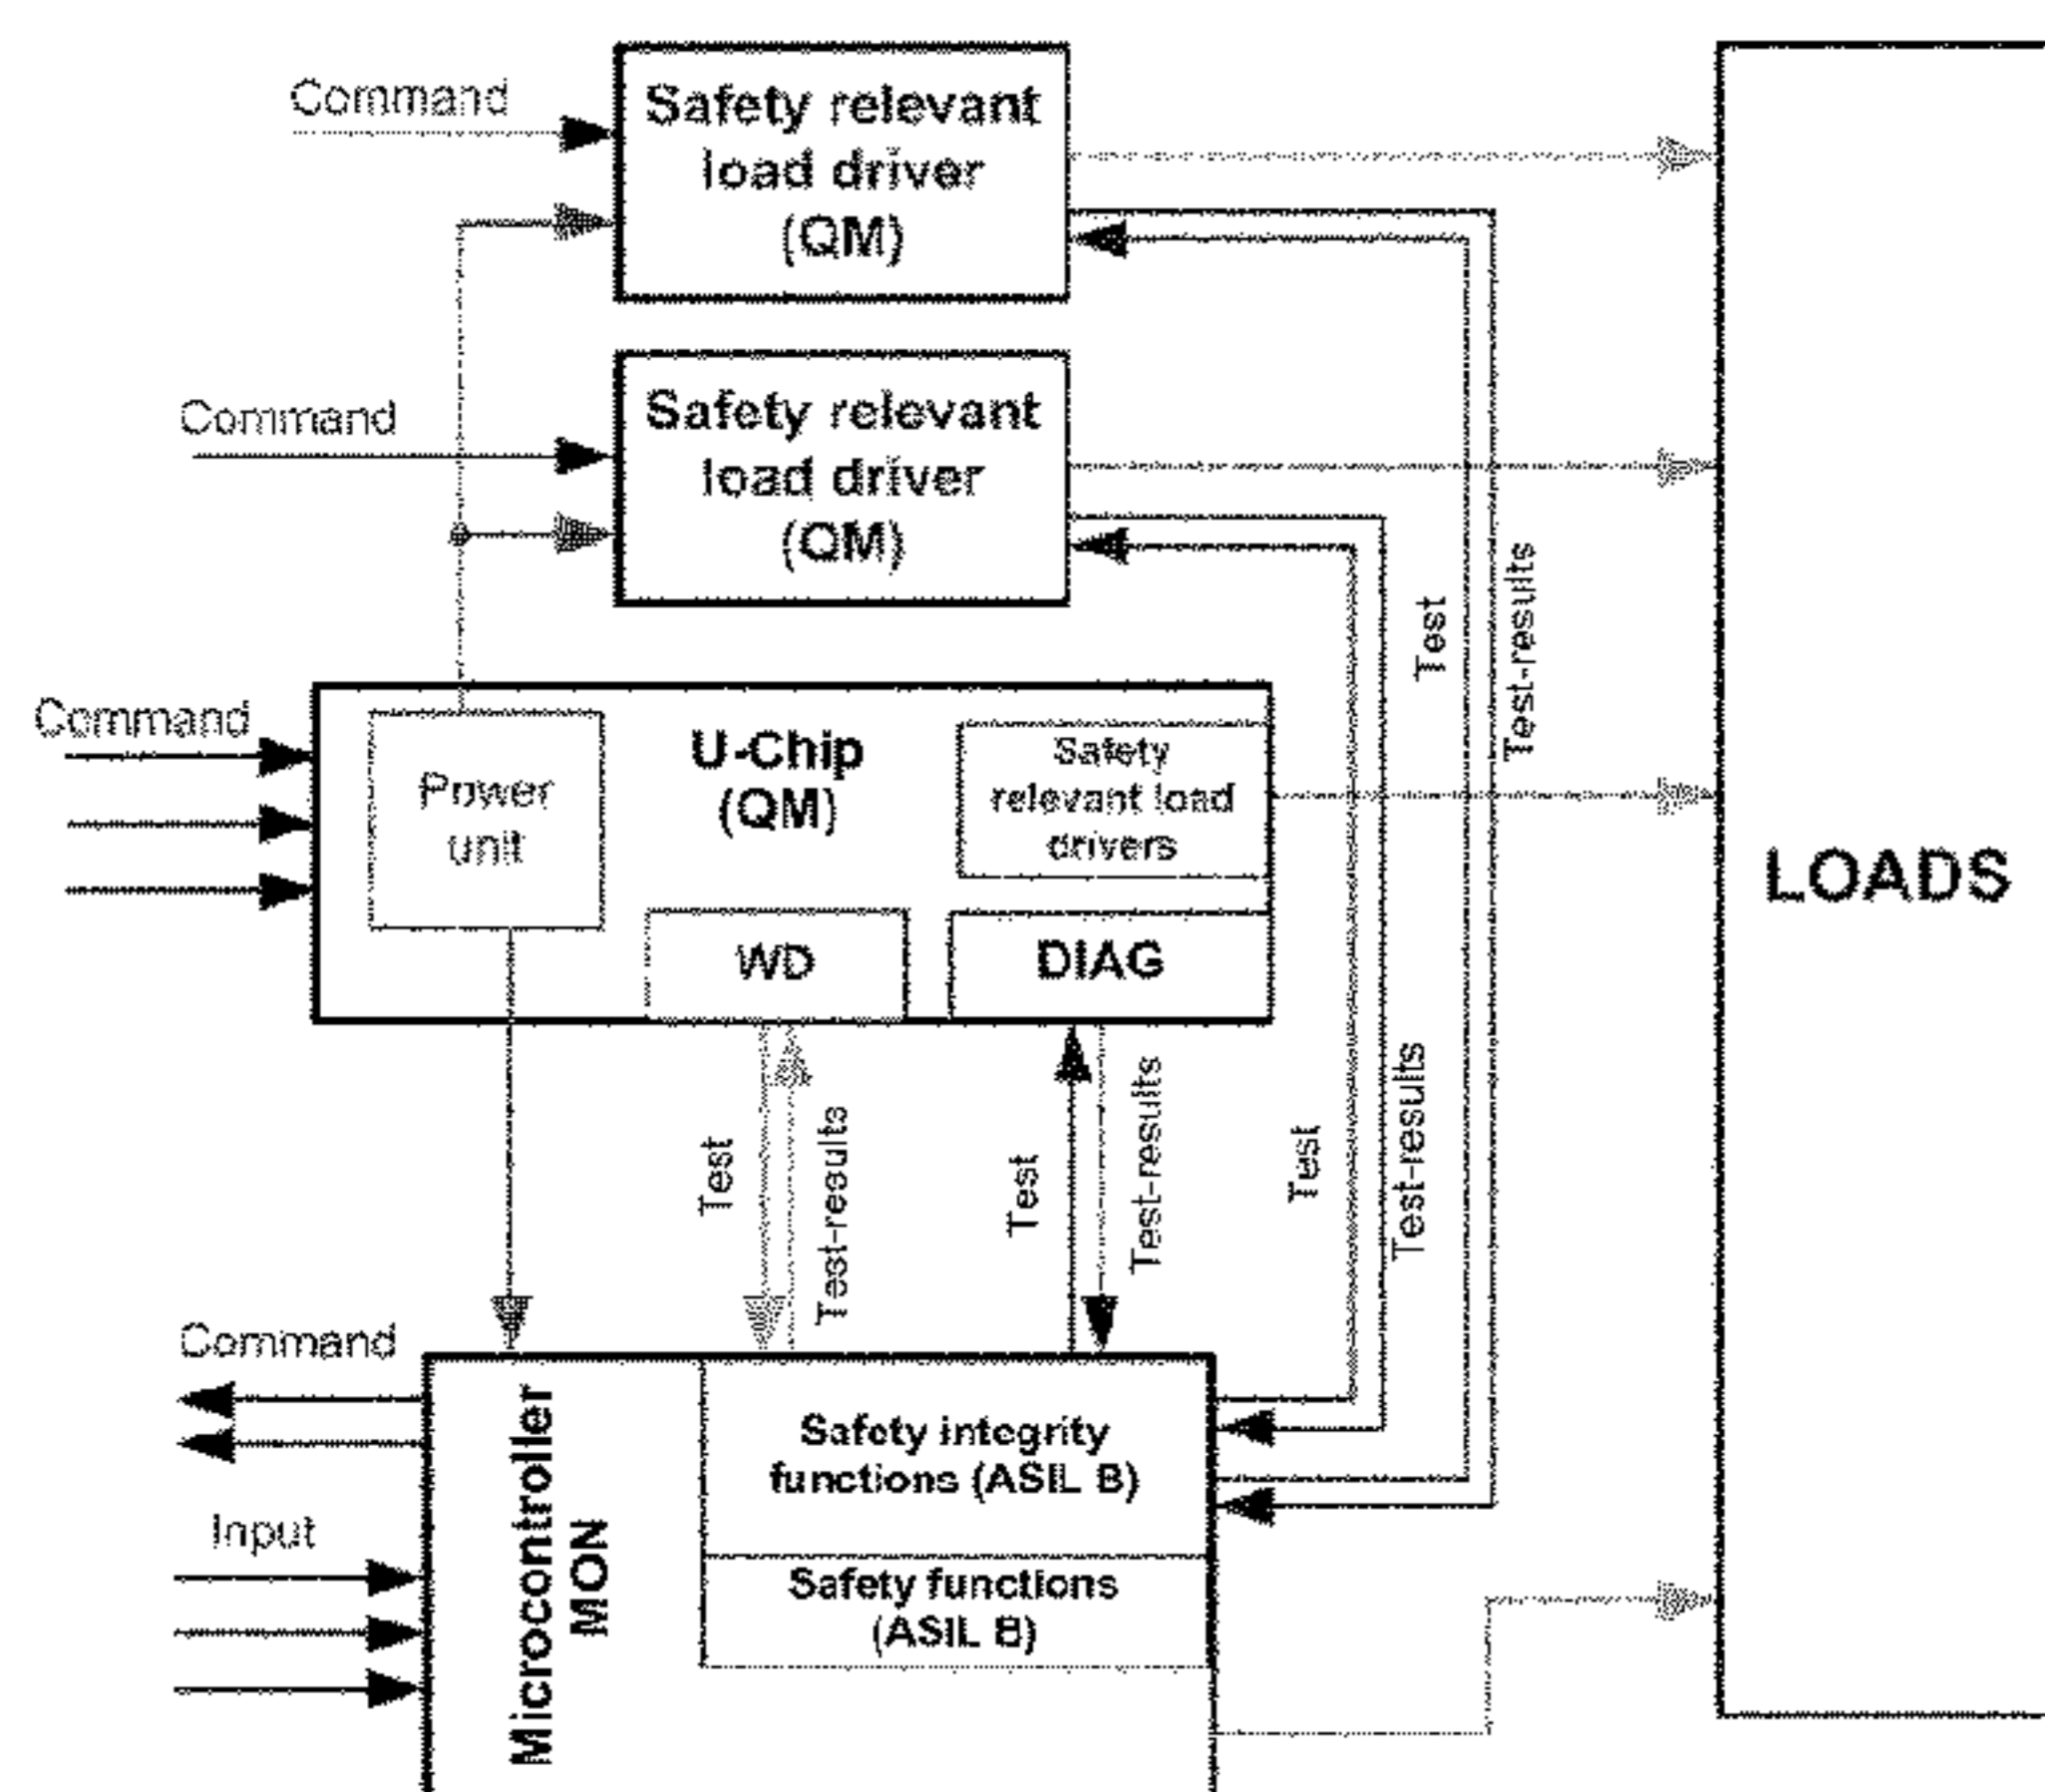 Command
Safety relevant
load driver
(QM)
Command
Safety relevant
load driver
(QM)
Test
Test-results
Command
Power
unit
U-Chip
(QM)
Safety
relevant load
drivers
WD
DIAG
LOADS
Test
Test-results
Test
Test-results
Test
Test-results
Command
Input
Microcontroller
MON
Safety integrity
functions (ASIL B)
Safety functions
(ASIL B)